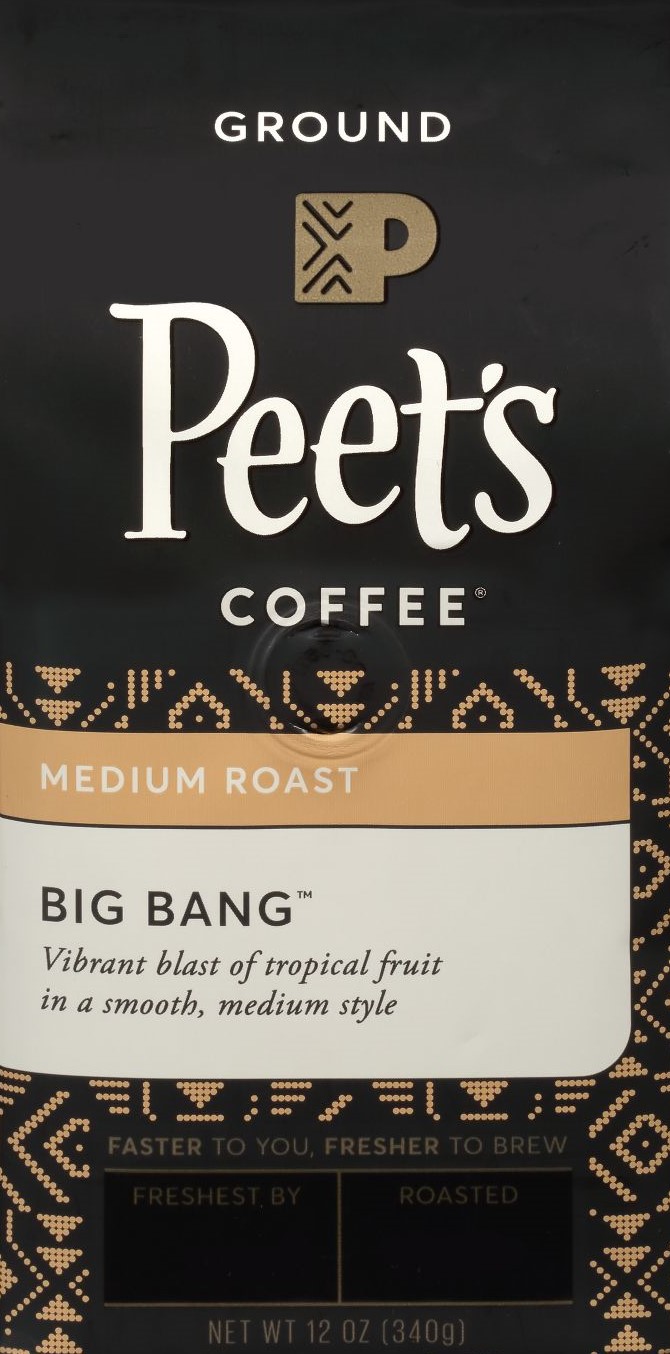 GROUND
P
Peet's
COFFEE®
MEDIUM ROAST
BIG BANG™
Vibrant blast of tropical fruit
in a smooth, medium style
FASTER TO YOU, FRESHER TO BREW
FRESHEST BY ROASTED
NET WT 12 OZ (340g)